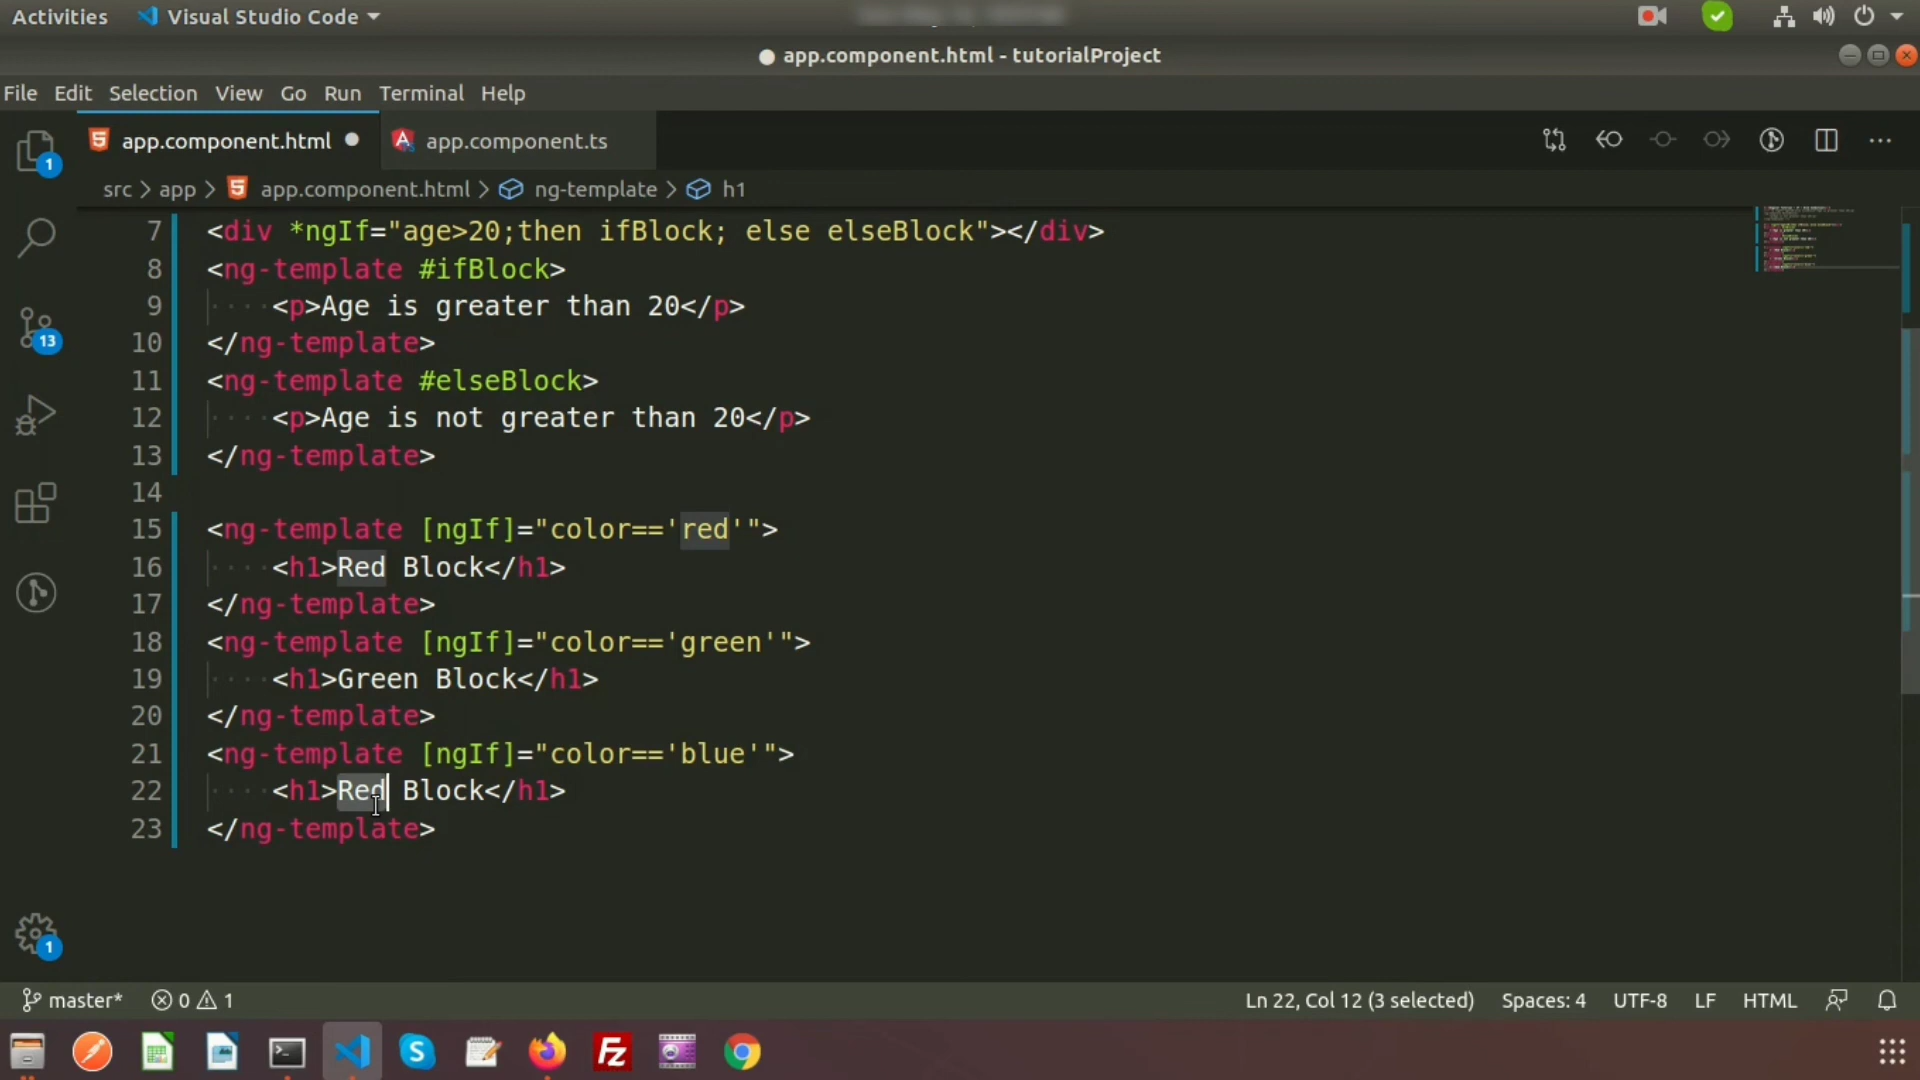 Activities Visual Studio Code
app.component.html - tutorialProject
File Edit Selection View Go Run Terminal Help
app.component.html app.component.ts
1
src > app > app.component.html > ng-template > h1
7 <div *ngIf="age>20;then ifBlock; else elseBlock"></div>
8 <ng-template #ifBlock>
9 <p>Age is greater than 20</p>
10 </ng-template>
11 <ng-template #elseBlock>
12 <p>Age is not greater than 20</p>
13 </ng-template>
13
14
15 <ng-template [ngIf]="color=='red'">
16 <h1>Red Block</h1>
17 </ng-template>
18 <ng-template [ngIf]="color=='green'">
19 <h1>Green Block</h1>
20 </ng-template>
21 <ng-template [ngIf]="color=='blue'">
22 <h1>Red Block</h1>
23 </ng-template>
1
master* 0 1 Ln 22, Col 12 (3 selected) Spaces: 4 UTF-8 LF HTML
S Fz